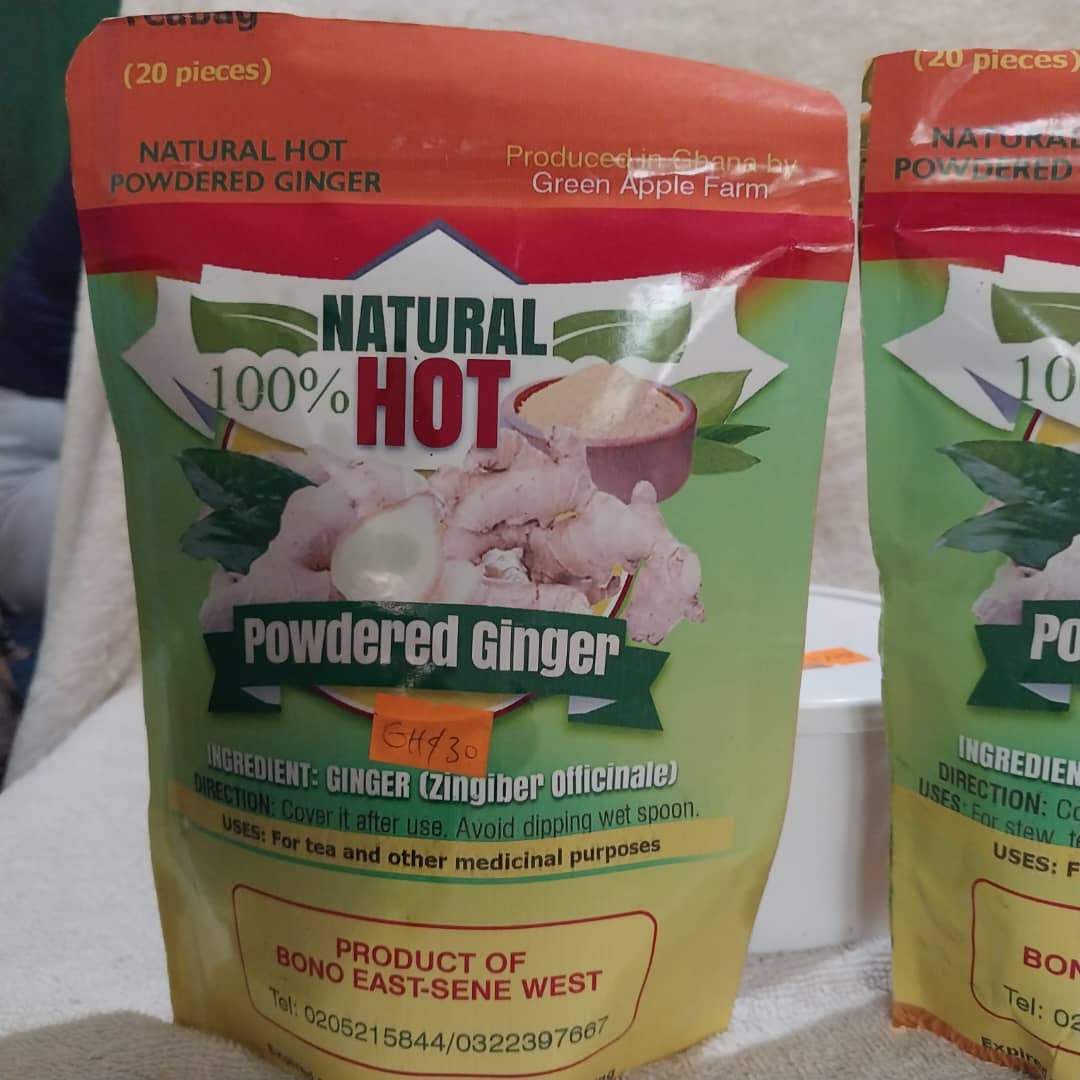 Teabag
(20 pieces)
NATURAL HOT
POWDERED GINGER
Produced in Ghana by
Green Apple Farm
NATURAL
100% HOT
Powdered Ginger
GH¢30
INGREDIENT: GINGER (Zingiber Officinale)
DIRECTION: Cover it after use. Avoid dipping wet spoon.
USES: For tea and other medicinal purposes
PRODUCT OF
BONO EAST-SENE WEST
Tel: 0205215844/0322397667
(20 pieces)
NATURAL
POWDERED
10
Po
INGREDIEN
DIRECTION: Co
USES: For stew, te
USES: F
BON
Tel: 02
Expire